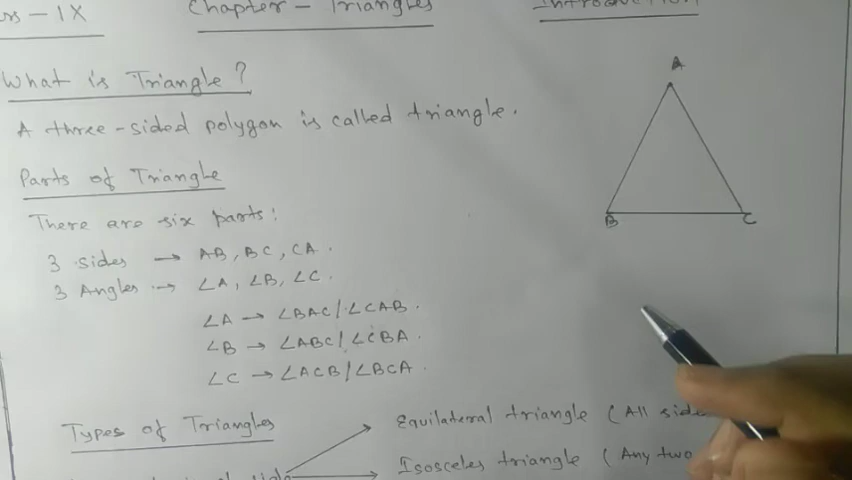 IX
Chapter - Triangles
Introduction
What is Triangle?
A three-sided polygon is called triangle.
Parts of Triangle
There are six parts:
3 sides → AB, BC, CA.
3 Angles → ∠A, ∠B, ∠C.
∠A → ∠BAC/∠CAB.
∠B → ∠ABC/∠CBA.
∠C → ∠ACB/∠BCA.
A
B
C
Types of Triangles
Equilateral triangle (All side
Isosceles triangle (Any two